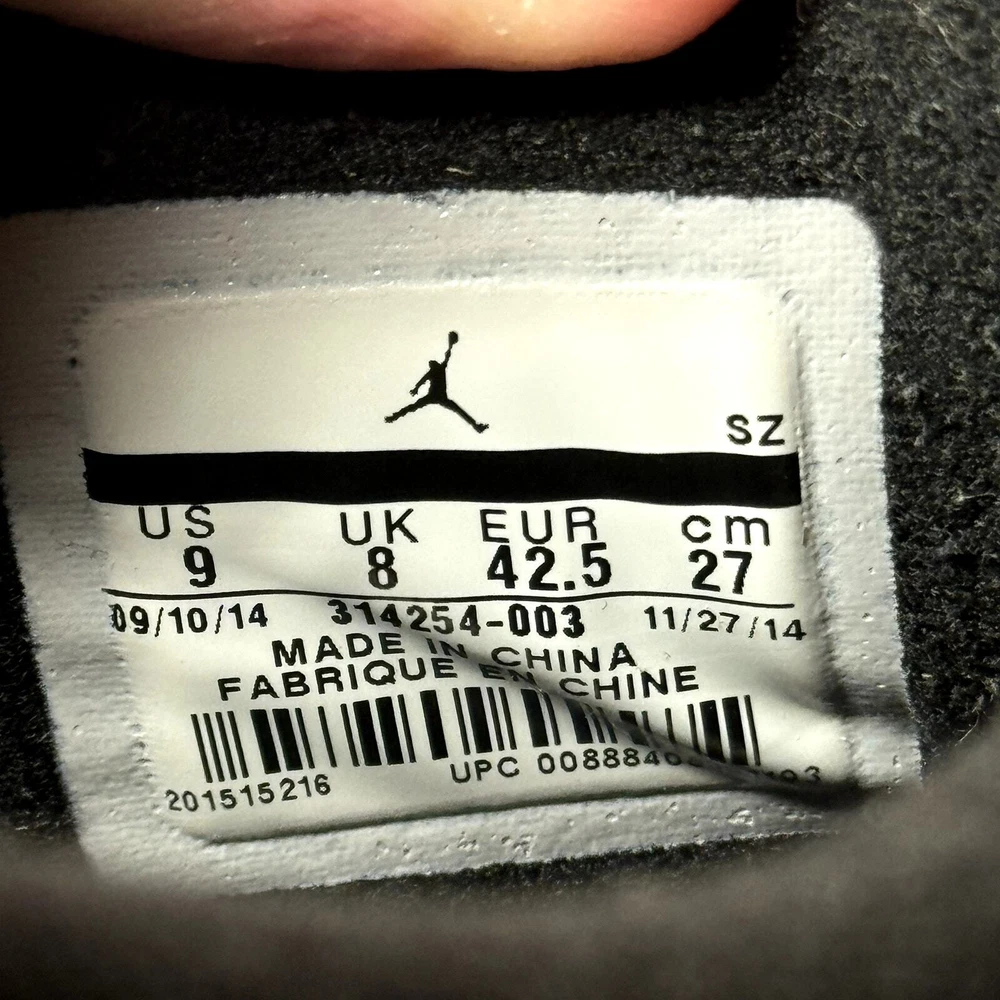 SZ
US UK EUR cm
9 8 42.5 27
09/10/14 314254-003 11/27/14
MADE IN CHINA
FABRIQUE EN CHINE
201515216 UPC